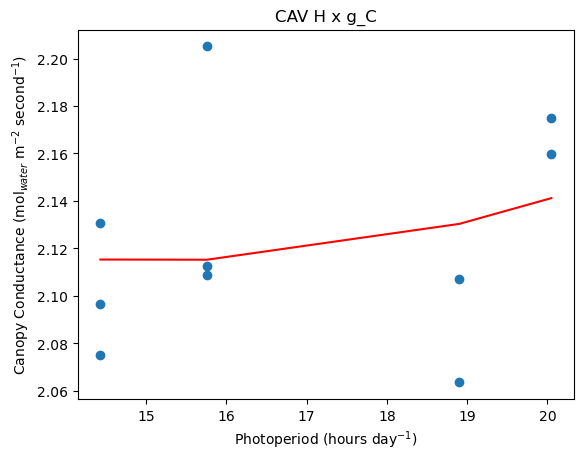 CAV H x g_C
2.20
2.18
2.16
2.14
2.12
2.10
2.08
2.06
Canopy Conductance (mol_water m⁻² second⁻¹)
15 16 17 18 19 20
Photoperiod (hours day⁻¹)